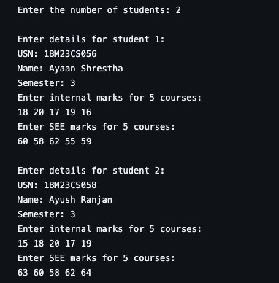 Enter the number of students: 2
Enter details for student 1:
USN: 1BM23CS056
Name: Ayaan Shrestha
Semester: 3
Enter internal marks for 5 courses:
18 20 17 19 16
Enter SEE marks for 5 courses:
60 58 62 55 59
Enter details for student 2:
USN: 1BM23CS058
Name: Ayush Ranjan
Semester: 3
Enter internal marks for 5 courses:
15 18 20 17 19
Enter SEE marks for 5 courses:
63 60 58 62 64